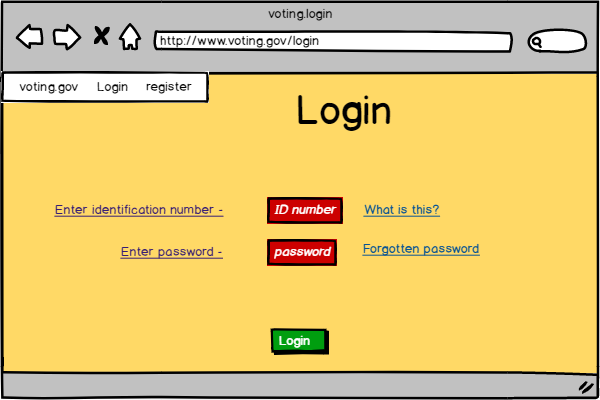 voting.login
http://www.voting.gov/login
voting.gov Login register
Login
Enter identification number - ID number What is this?
Enter password - password Forgotten password
Login